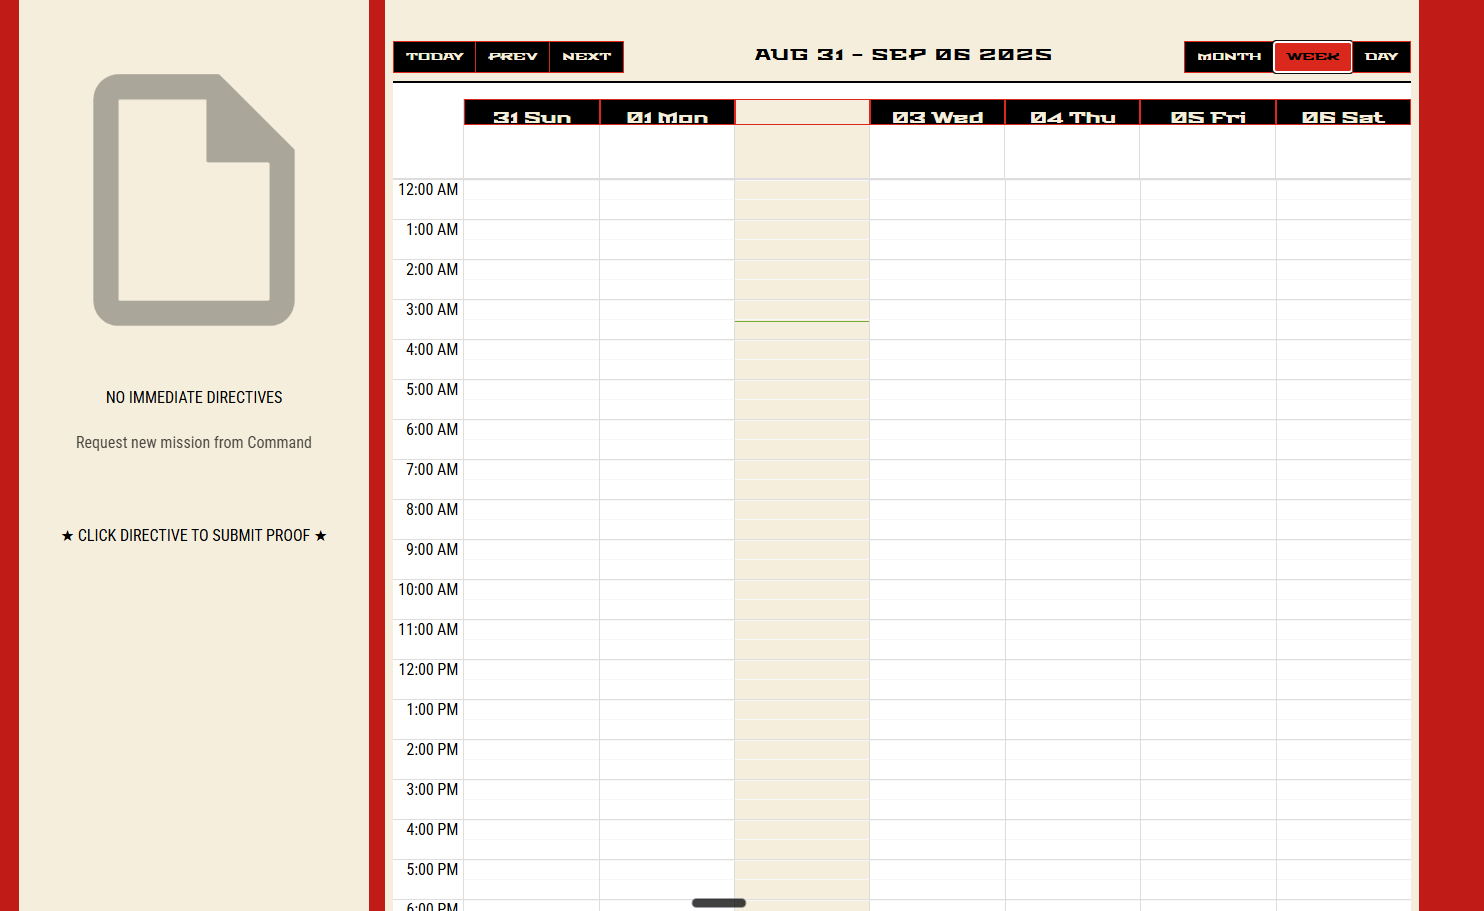 TODAY PREV NEXT
AUG 31 – SEP 06 2025
MONTH WEEK DAY
31 Sun 01 Mon 03 Wed 04 Thu 05 Fri 06 Sat
12:00 AM
1:00 AM
2:00 AM
3:00 AM
4:00 AM
5:00 AM
6:00 AM
7:00 AM
8:00 AM
9:00 AM
10:00 AM
11:00 AM
12:00 PM
1:00 PM
2:00 PM
3:00 PM
4:00 PM
5:00 PM
6:00 PM
NO IMMEDIATE DIRECTIVES
Request new mission from Command
★ CLICK DIRECTIVE TO SUBMIT PROOF ★